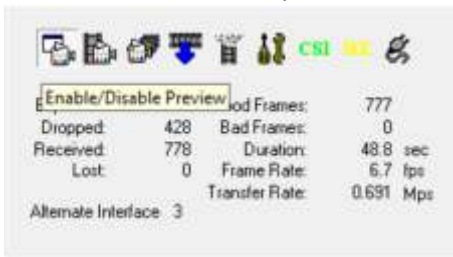 CSI
Enable/Disable Preview ood Frames: 777
Dropped: 428 Bad Frames: 0
Received: 778 Duration: 48.8 sec
Lost: 0 Frame Rate: 6.7 fps
Transfer Rate: 0.691 Mps
Alternate Interface 3